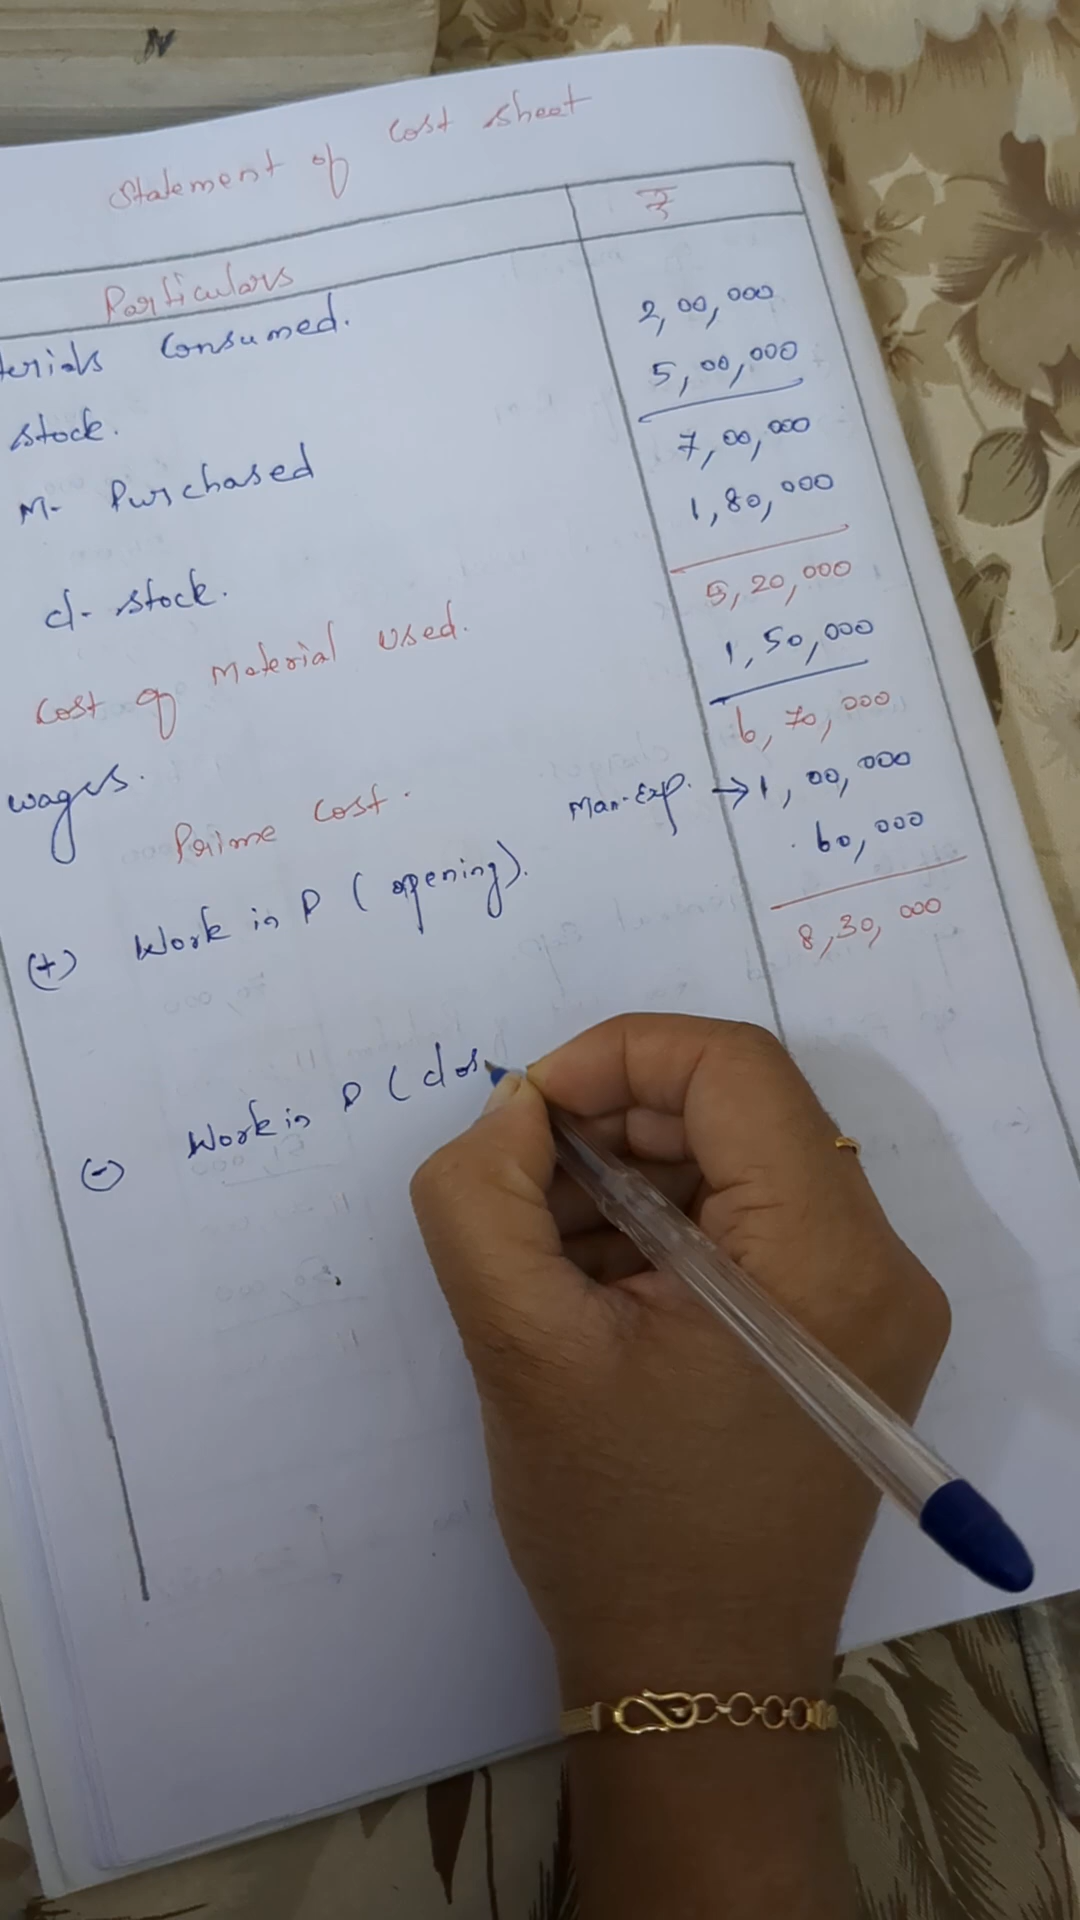 Statement of Cost Sheet
Particulars ₹
terials Consumed. 2,00,000
stock. 5,00,000
7,00,000
M- Purchased 1,80,000
cl- stock. 5,20,000
Cost of Material Used. 1,50,000
6,70,000
wages. Man-Exp. → 1,00,000
Prime Cost. 60,000
(+) Work in P (opening). 8,30,000
(-) Work in P (clos